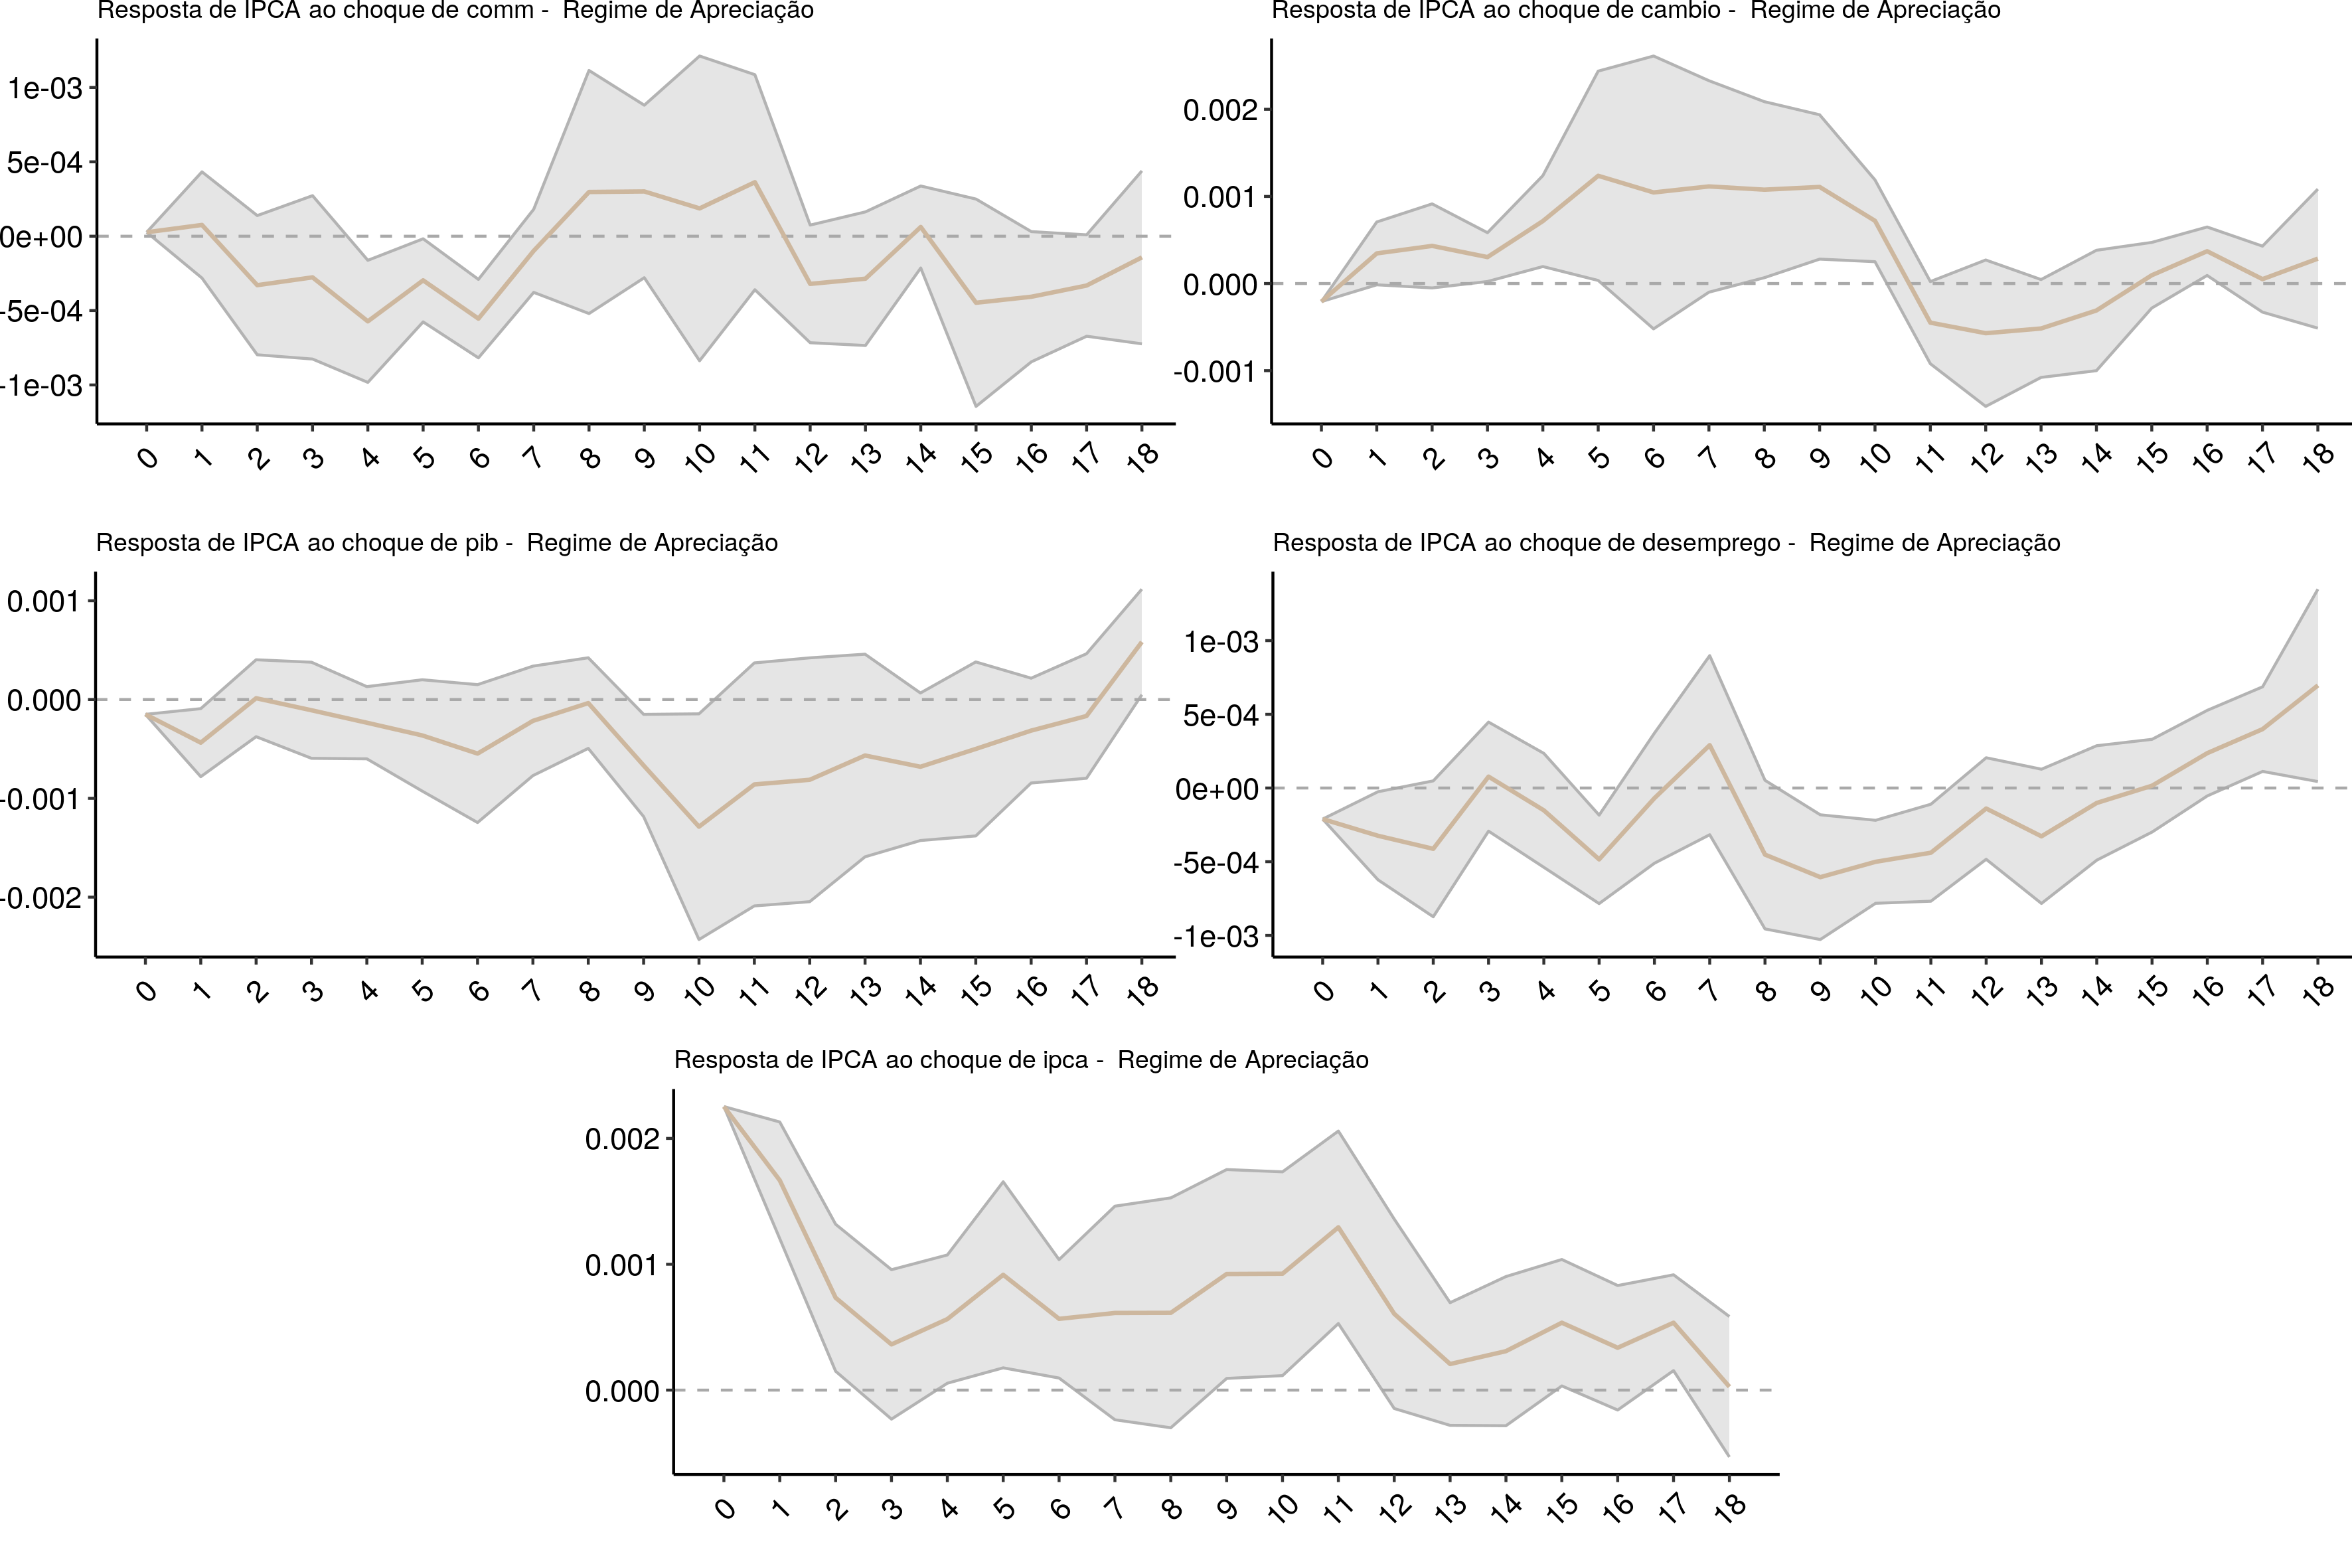 Resposta de IPCA ao choque de comm -  Regime de Apreciação
1e-03
5e-04
0e+00
-5e-04
-1e-03
0 1 2 3 4 5 6 7 8 9 10 11 12 13 14 15 16 17 18
Resposta de IPCA ao choque de cambio -  Regime de Apreciação
0.002
0.001
0.000
-0.001
0 1 2 3 4 5 6 7 8 9 10 11 12 13 14 15 16 17 18
Resposta de IPCA ao choque de pib -  Regime de Apreciação
0.001
0.000
-0.001
-0.002
0 1 2 3 4 5 6 7 8 9 10 11 12 13 14 15 16 17 18
Resposta de IPCA ao choque de desemprego -  Regime de Apreciação
1e-03
5e-04
0e+00
-5e-04
-1e-03
0 1 2 3 4 5 6 7 8 9 10 11 12 13 14 15 16 17 18
Resposta de IPCA ao choque de ipca -  Regime de Apreciação
0.002
0.001
0.000
0 1 2 3 4 5 6 7 8 9 10 11 12 13 14 15 16 17 18